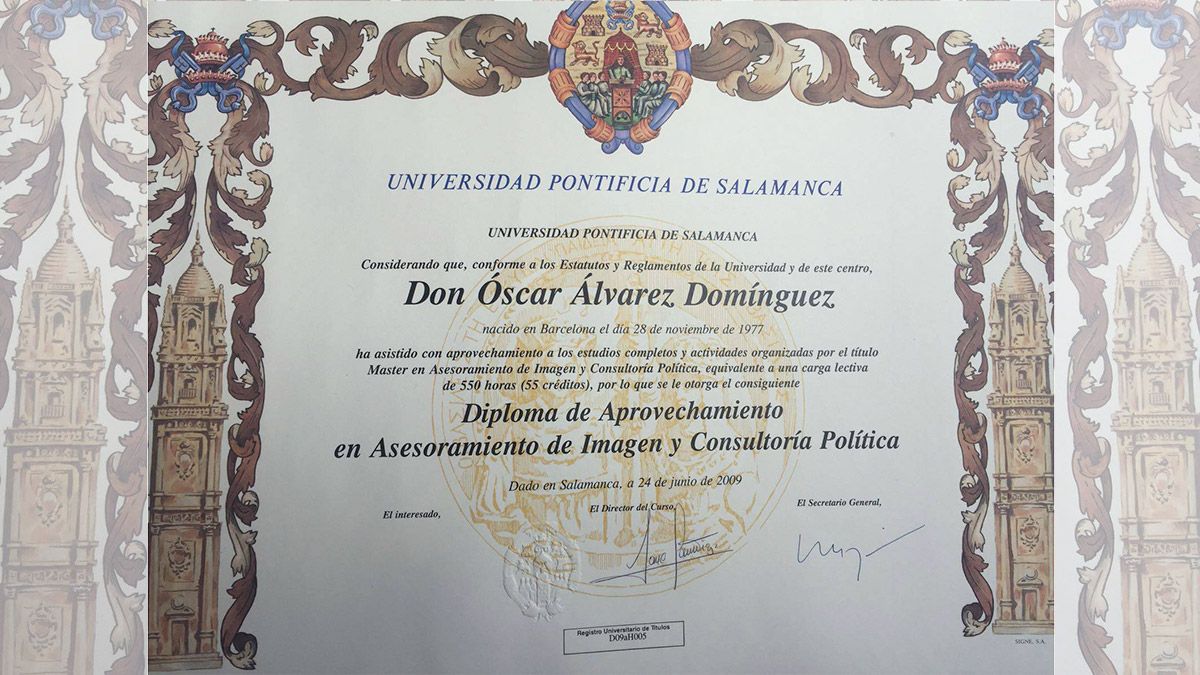 UNIVERSIDAD PONTIFICIA DE SALAMANCA
UNIVERSIDAD PONTIFICIA DE SALAMANCA
Considerando que, conforme a los Estatutos y Reglamentos de la Universidad y de este centro,
Don Óscar Álvarez Domínguez
nacido en Barcelona el día 28 de noviembre de 1977
ha asistido con aprovechamiento a los estudios completos y actividades organizadas por el título
Master en Asesoramiento de Imagen y Consultoría Política, equivalente a una carga lectiva
de 550 horas (55 créditos), por lo que se le otorga el consiguiente
Diploma de Aprovechamiento
en Asesoramiento de Imagen y Consultoría Política
Dado en Salamanca, a 24 de junio de 2009
El interesado,
El Director del Curso,
El Secretario General,
Registro Universitario de Títulos
D09aH005
SIGNE, S.A.